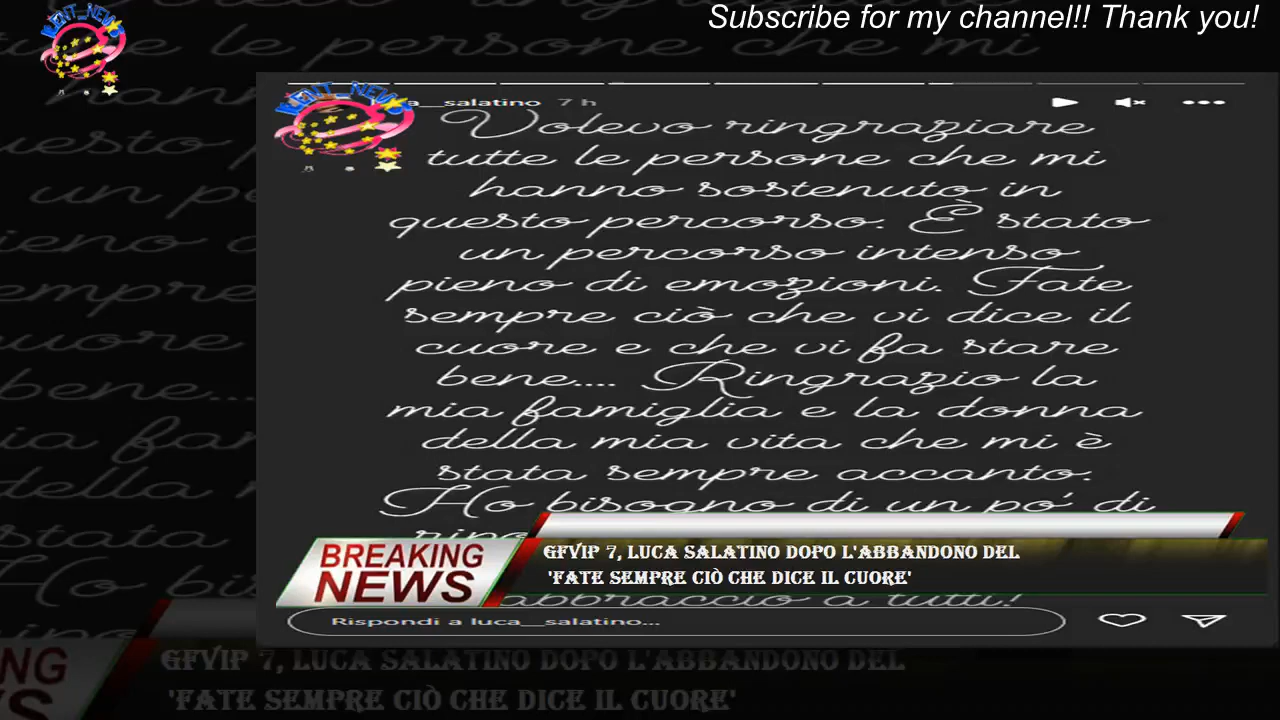 Subscribe for my channel!! Thank you!
KENT_NEWS
KENT_NEWS
salatino 7 h
Volevo ringraziare
tutte le persone che mi
hanno sostenuto in
questo percorso. È stato
un percorso intenso
pieno di emozioni. Fate
sempre ciò che vi dice il
cuore e che vi fa stare
bene.... Ringrazio la
mia famiglia e la donna
della mia vita che mi è
stata sempre accanto.
Ho bisogno di un po' di
BREAKING
NEWS
GFVIP 7, LUCA SALATINO DOPO L'ABBANDONO DEL
'FATE SEMPRE CIÒ CHE DICE IL CUORE'
abbraccio a tutti!
Rispondi a luca__salatino...
GFVIP 7, LUCA SALATINO DOPO L'ABBANDONO DEL
'FATE SEMPRE CIÒ CHE DICE IL CUORE'